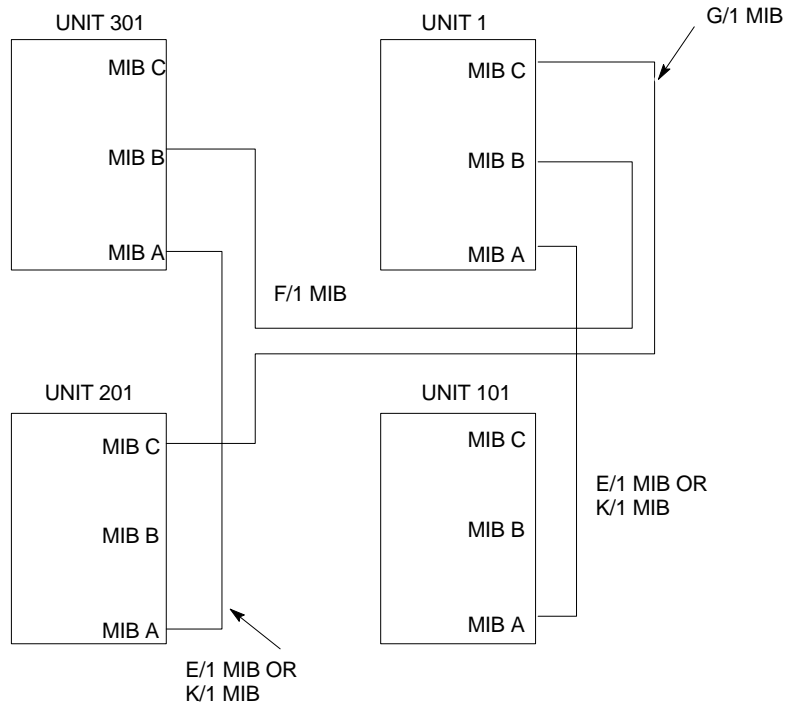 G/1 MIB
UNIT 301
UNIT 1
MIB C
MIB C
MIB B
MIB B
MIB A
MIB A
F/1 MIB
UNIT 201
UNIT 101
MIB C
MIB C
E/1 MIB OR
K/1 MIB
MIB B
MIB B
MIB A
MIB A
E/1 MIB OR
K/1 MIB